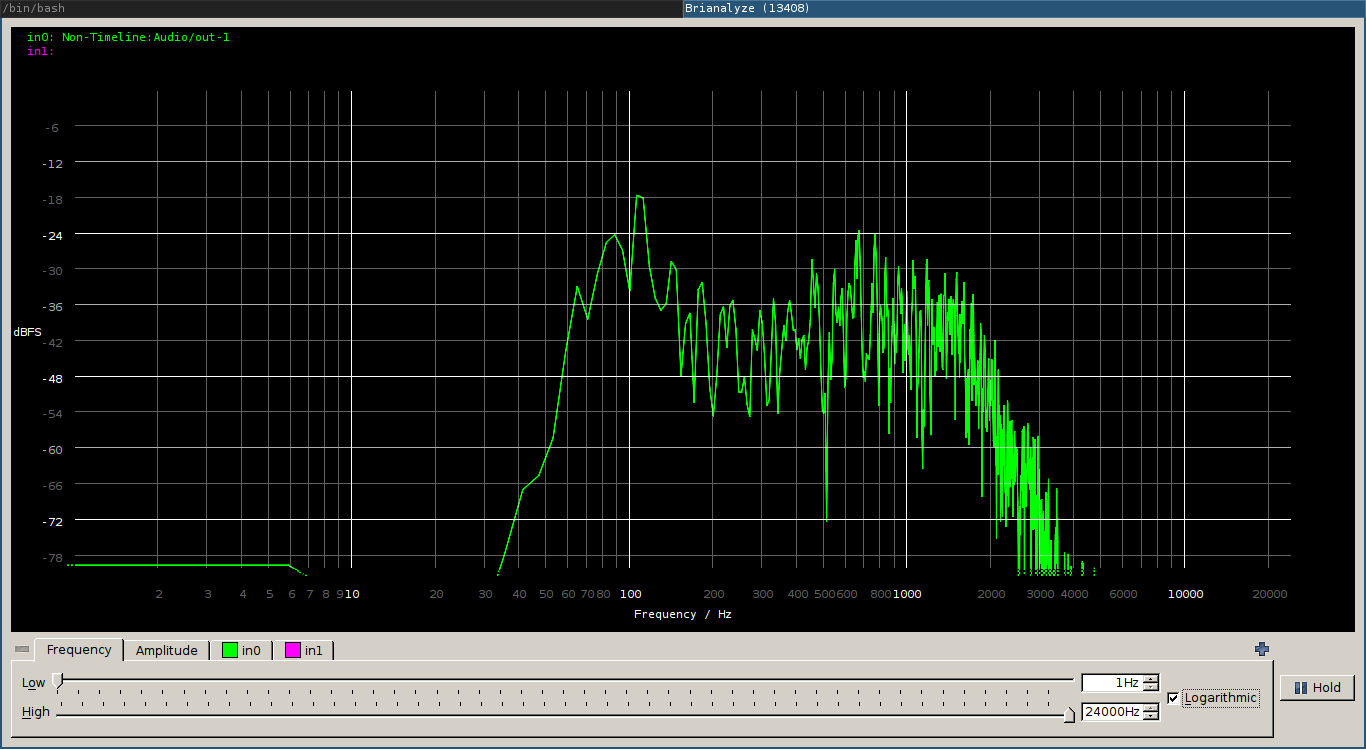 /bin/bash Brianalyze (13408)
in0: Non-Timeline:Audio/out-1
in1:
-6
-12
-18
-24
-30
-36
dBFS
-42
-48
-54
-60
-66
-72
-78
2 3 4 5 6 7 8 9 10 20 30 40 50 60 70 80 100 200 300 400 500 600 800 1000 2000 3000 4000 6000 10000 20000
Frequency / Hz
Frequency Amplitude in0 in1
Low 1Hz
High 24000Hz
Logarithmic
Hold